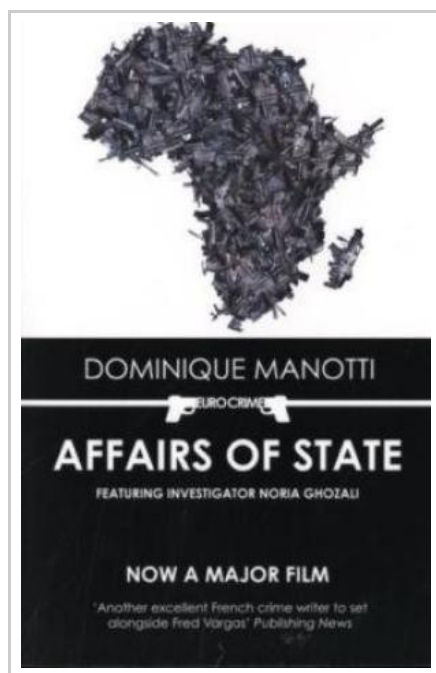 DOMINIQUE MANOTTI
EUROCRIME
AFFAIRS OF STATE
FEATURING INVESTIGATOR NORIA GHOZALI
NOW A MAJOR FILM
'Another excellent French crime writer to set
alongside Fred Vargas' Publishing News